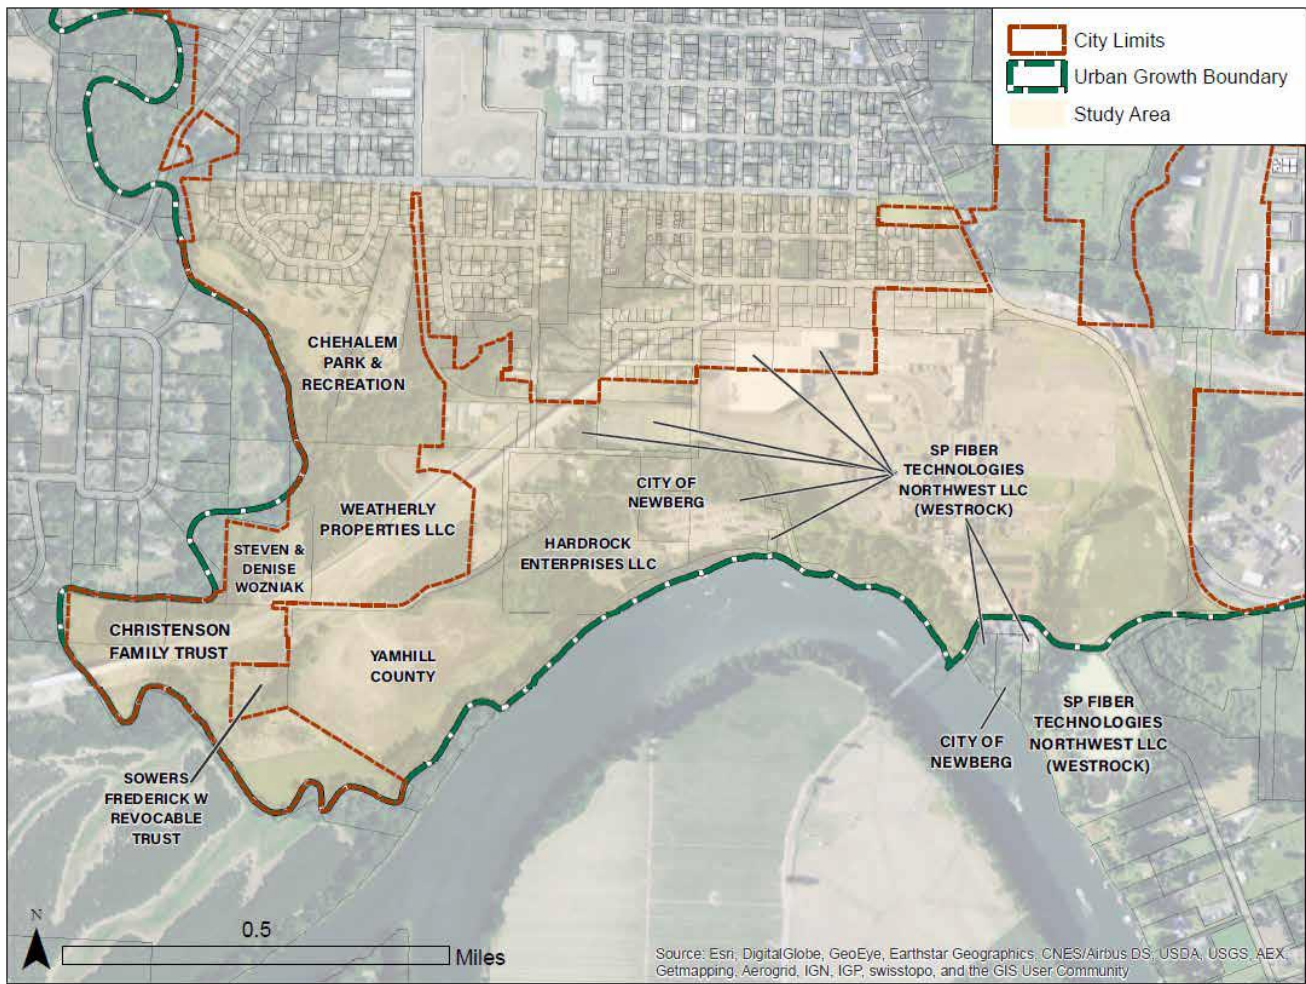 City Limits
Urban Growth Boundary
Study Area
CHEHALEM
PARK &
RECREATION
WEATHERLY
PROPERTIES LLC
STEVEN &
DENISE
WOZNIAK
CHRISTENSON
FAMILY TRUST
YAMHILL
COUNTY
SOWERS
FREDERICK W
REVOCABLE
TRUST
HARDROCK
ENTERPRISES LLC
CITY OF
NEWBERG
SP FIBER
TECHNOLOGIES
NORTHWEST LLC
(WESTROCK)
CITY OF
NEWBERG
SP FIBER
TECHNOLOGIES
NORTHWEST LLC
(WESTROCK)
N
0.5
Miles
Source: Esri, DigitalGlobe, GeoEye, Earthstar Geographics, CNES/Airbus DS, USDA, USGS, AEX,
Getmapping, Aerogrid, IGN, IGP, swisstopo, and the GIS User Community